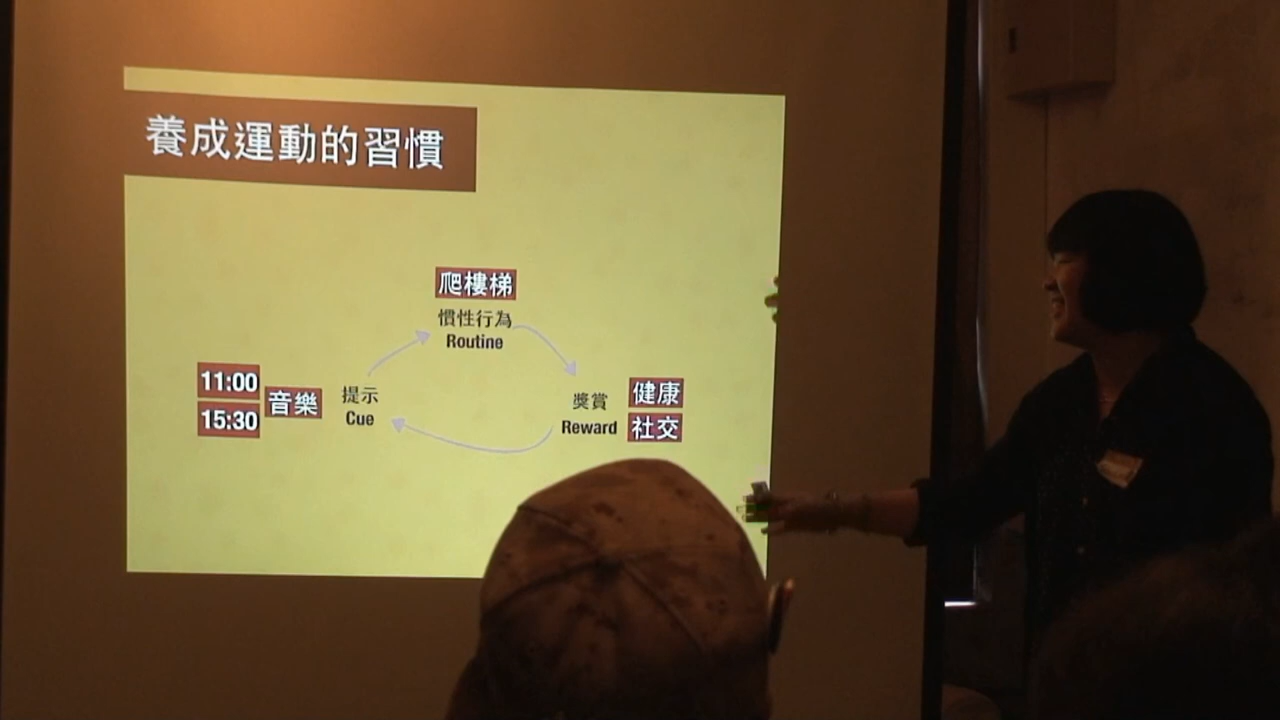 養成運動的習慣
爬樓梯
慣性行為
Routine
11:00
15:30
音樂
提示
Cue
獎賞
Reward
健康
社交